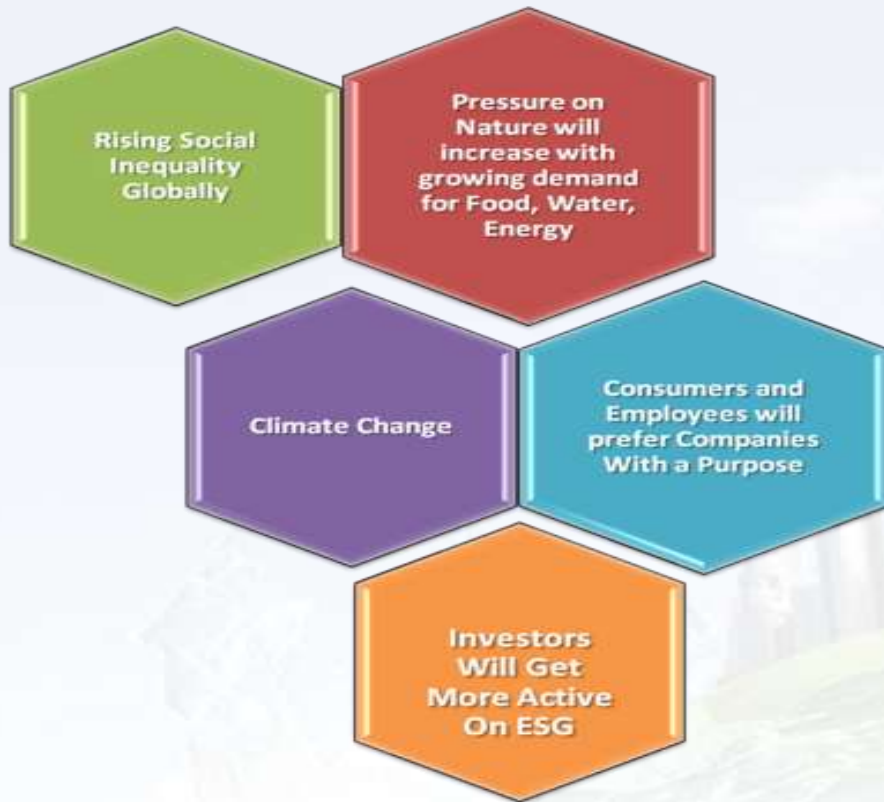 Rising Social
Inequality
Globally
Pressure on
Nature will
increase with
growing demand
for Food, Water,
Energy
Climate Change
Consumers and
Employees will
prefer Companies
With a Purpose
Investors
Will Get
More Active
On ESG